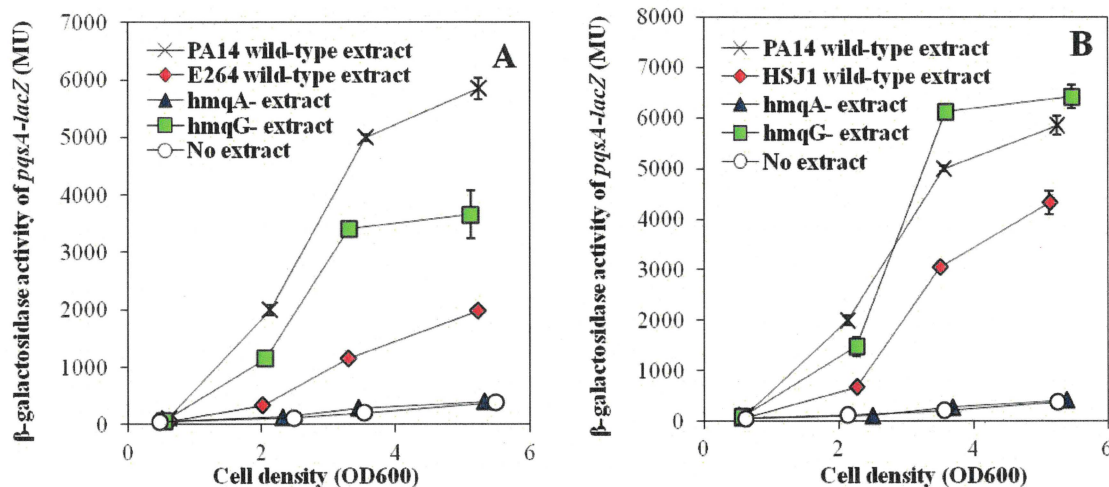 A
β-galactosidase activity of pqsA-lacZ (MU)
7000
6000
5000
4000
3000
2000
1000
0
PA14 wild-type extract
E264 wild-type extract
hmqA- extract
hmqG- extract
No extract
0 2 4 6
Cell density (OD600)
B
β-galactosidase activity of pqsA-lacZ (MU)
8000
7000
6000
5000
4000
3000
2000
1000
0
PA14 wild-type extract
HSJ1 wild-type extract
hmqA- extract
hmqG- extract
No extract
0 2 4 6
Cell density (OD600)